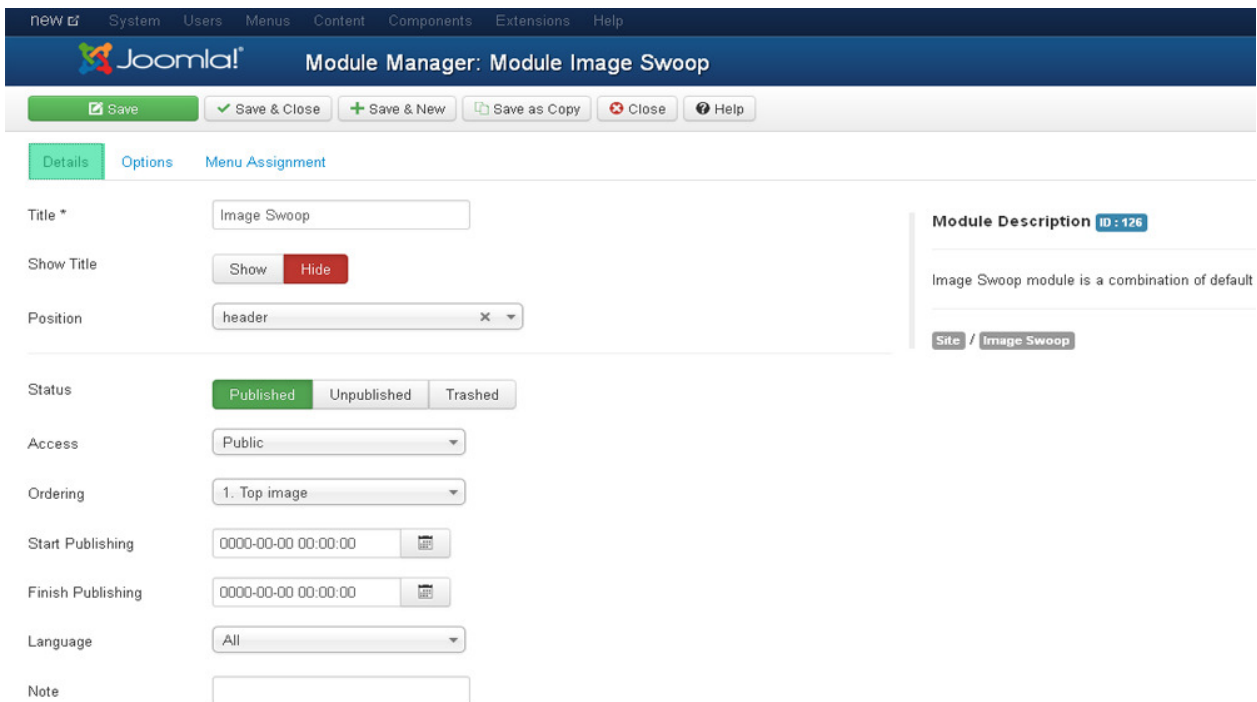 new System Users Menus Content Components Extensions Help
Joomla!® Module Manager: Module Image Swoop
Save Save & Close Save & New Save as Copy Close Help
Details Options Menu Assignment
Title * Image Swoop
Module Description ID : 126
Show Title Show Hide
Image Swoop module is a combination of default
Position header
Site / Image Swoop
Status Published Unpublished Trashed
Access Public
Ordering 1. Top image
Start Publishing 0000-00-00 00:00:00
Finish Publishing 0000-00-00 00:00:00
Language All
Note